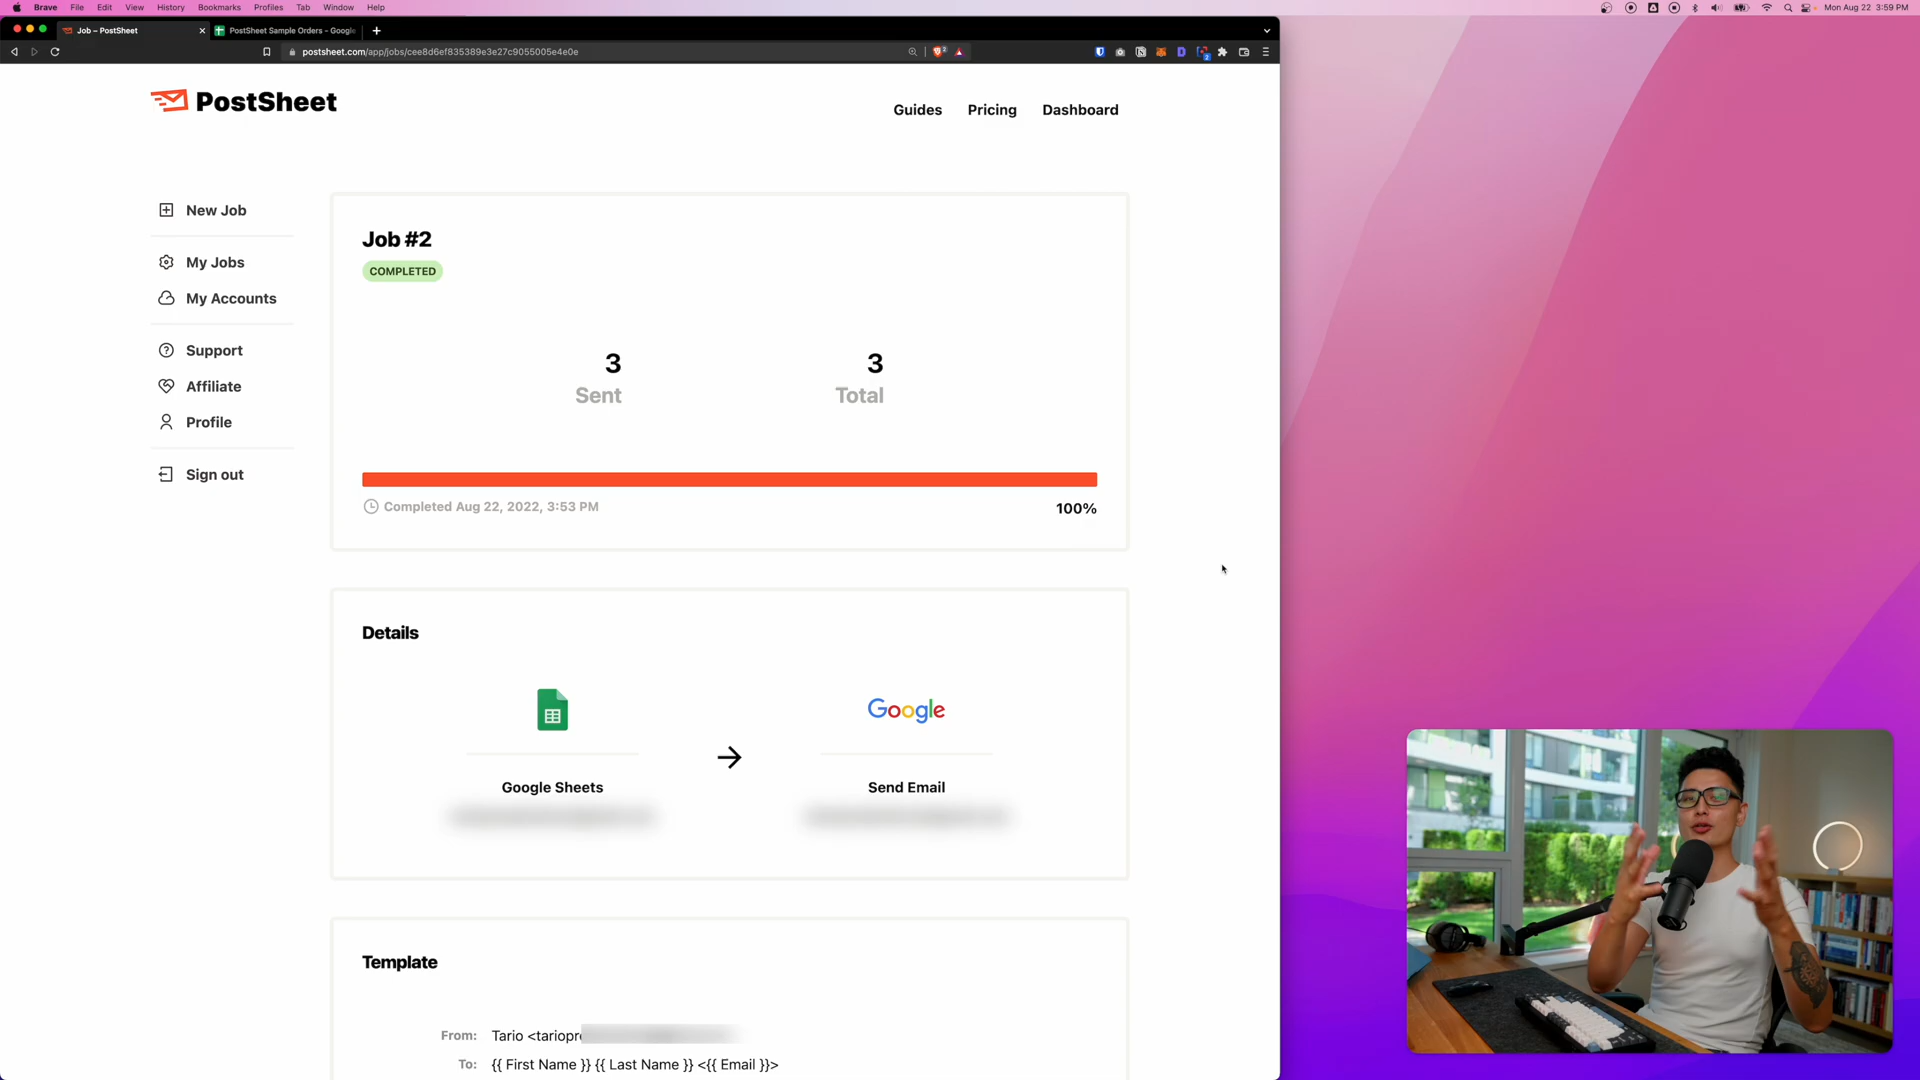 Brave File Edit View History Bookmarks Profiles Tab Window Help Mon Aug 22 3:59 PM
Job – PostSheet PostSheet Sample Orders - Google
postsheet.com/app/jobs/cee8d6ef835389e3e27c9055005e4e0e
PostSheet
Guides Pricing Dashboard
New Job
My Jobs
My Accounts
Support
Affiliate
Profile
Sign out
Job #2
COMPLETED
3 3
Sent Total
Completed Aug 22, 2022, 3:53 PM 100%
Details
Google
Google Sheets Send Email
Template
From: Tario <tariopr
To: {{ First Name }} {{ Last Name }} <{{ Email }}>